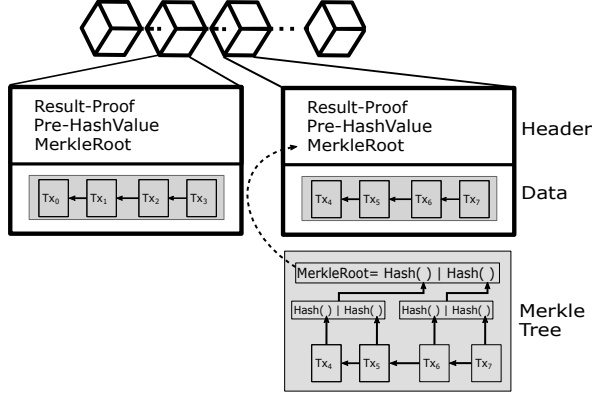 Result-Proof
Pre-HashValue
MerkleRoot
Tx0 Tx1 Tx2 Tx3
Result-Proof
Pre-HashValue
MerkleRoot
Header
Tx4 Tx5 Tx6 Tx7
Data
MerkleRoot= Hash( ) | Hash( )
Hash( ) | Hash( ) Hash( ) | Hash( )
Merkle
Tree
Tx4 Tx5 Tx6 Tx7